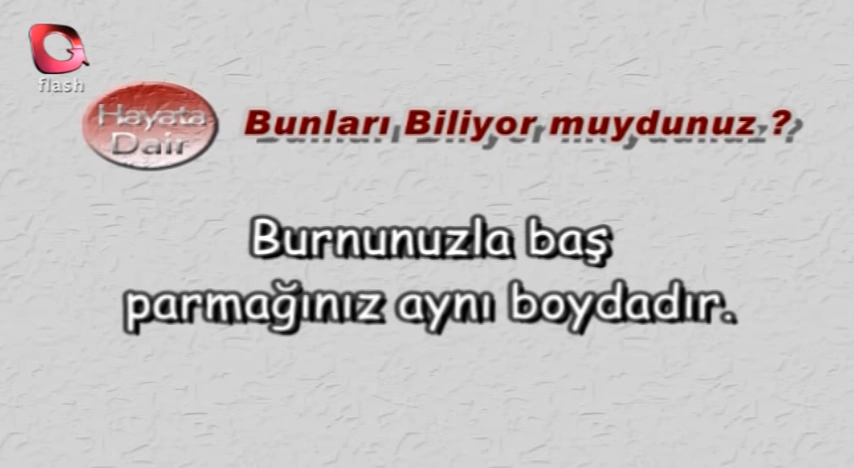 flash
Hayata
Dair
Bunları Biliyor muydunuz ?
Burnunuzla baş
parmağınız aynı boydadır.